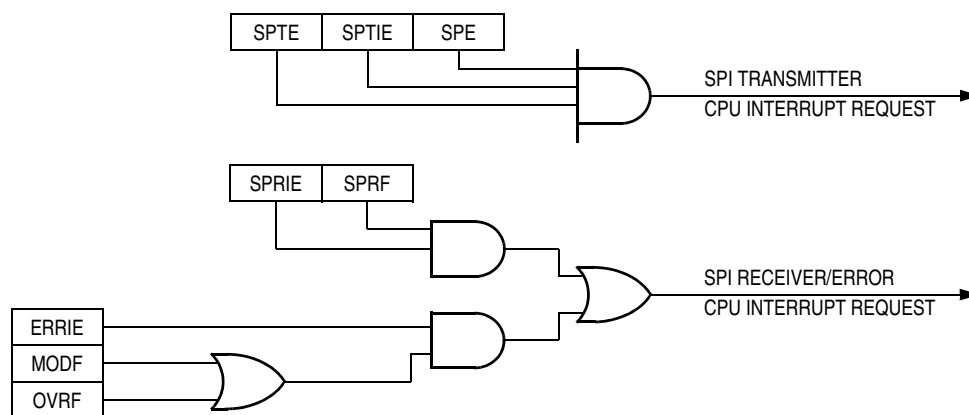 SPTE SPTIE SPE
SPI TRANSMITTER
CPU INTERRUPT REQUEST
SPRIE SPRF
SPI RECEIVER/ERROR
CPU INTERRUPT REQUEST
ERRIE
MODF
OVRF